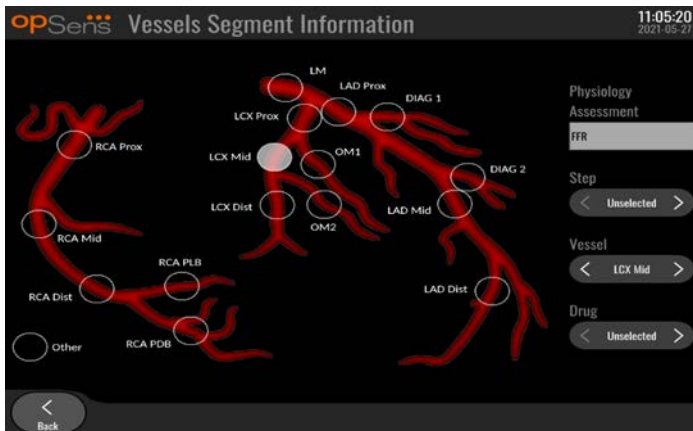 opSens Vessels Segment Information
11:05:20
2021-05-27
LM
LAD Prox
DIAG 1
LCX Prox
RCA Prox
LCX Mid
OM1
DIAG 2
LCX Dist
OM2
LAD Mid
RCA Mid
RCA PLB
RCA Dist
LAD Dist
RCA PDB
Other
Physiology
Assessment
FFR
Step
< Unselected >
Vessel
< LCX Mid >
Drug
< Unselected >
<
Back